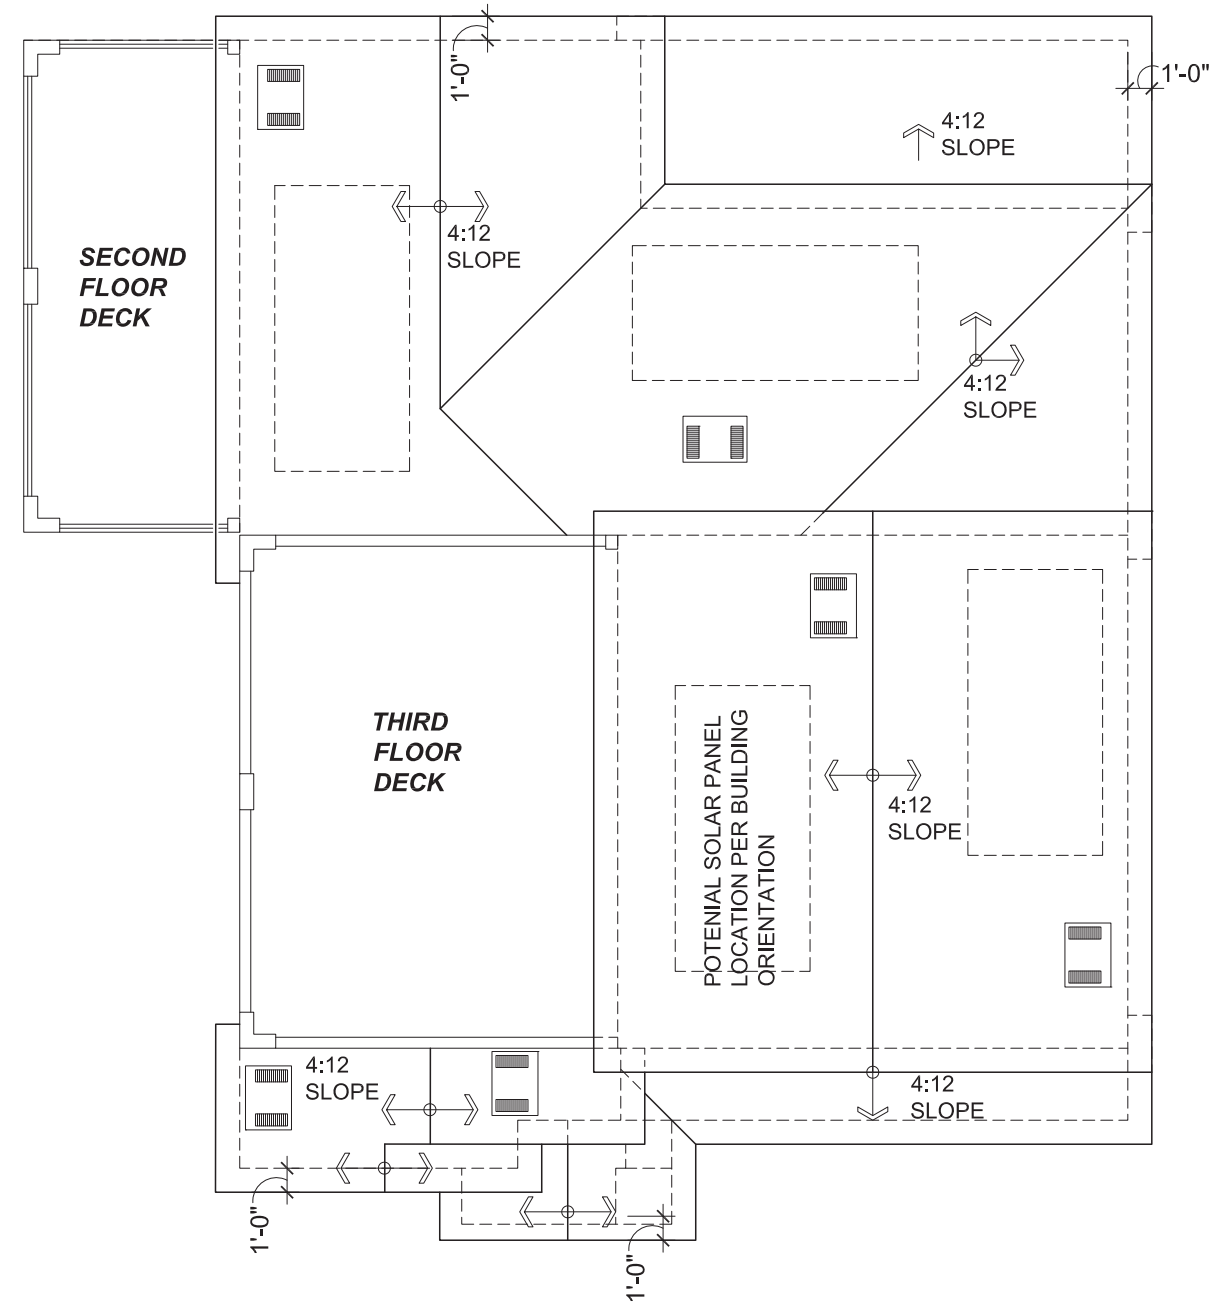 1'-0"
1'-0"
4:12
SLOPE
4:12
SLOPE
SECOND
FLOOR
DECK
4:12
SLOPE
THIRD
FLOOR
DECK
POTENIAL SOLAR PANEL
LOCATION PER BUILDING
ORIENTATION
4:12
SLOPE
4:12
SLOPE
4:12
SLOPE
1'-0"
1'-0"